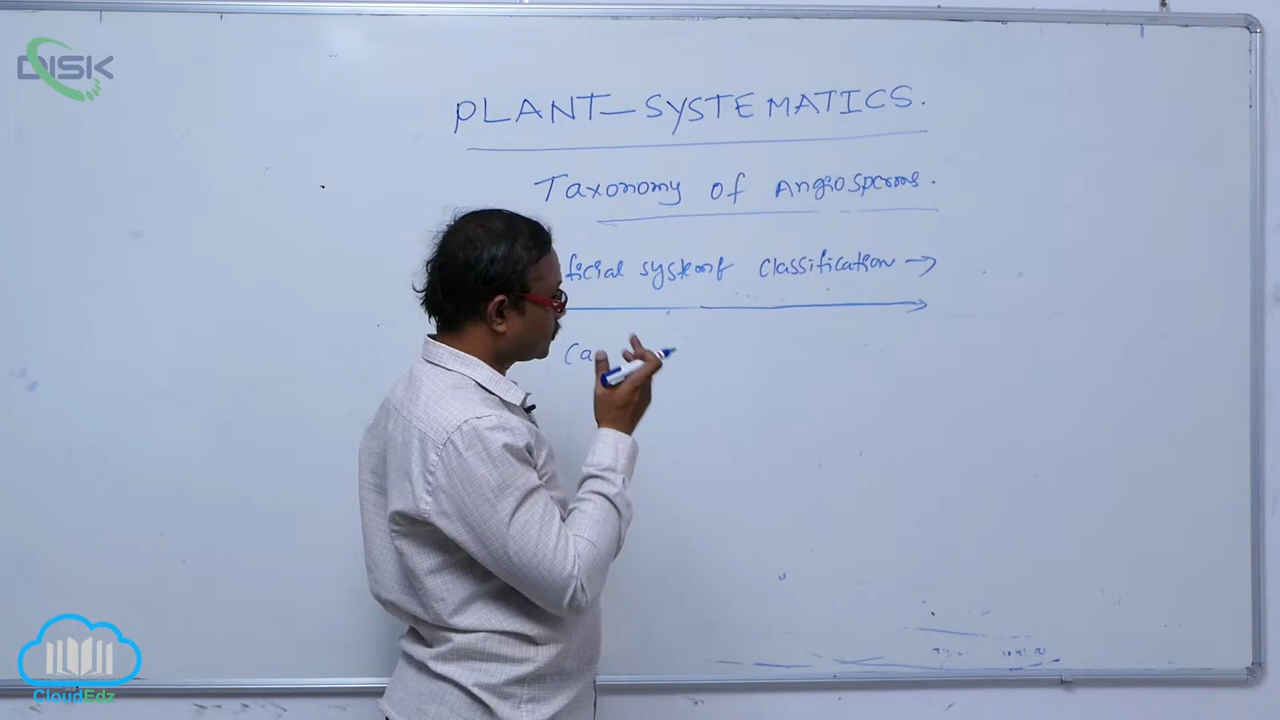 DISK
PLANT-SYSTEMATICS.
Taxonomy of Angiosperms.
ficial system of classification →
Ca
CloudEdz